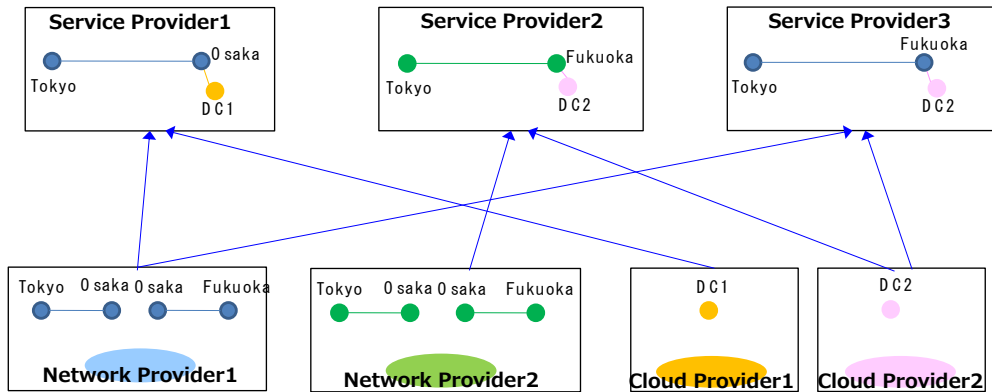 Service Provider1
Service Provider2
Service Provider3
Osaka
Tokyo
DC1
Fukuoka
Tokyo
DC2
Fukuoka
Tokyo
DC2
Tokyo Osaka Osaka Fukuoka
Network Provider1
Tokyo Osaka Osaka Fukuoka
Network Provider2
DC1
Cloud Provider1
DC2
Cloud Provider2